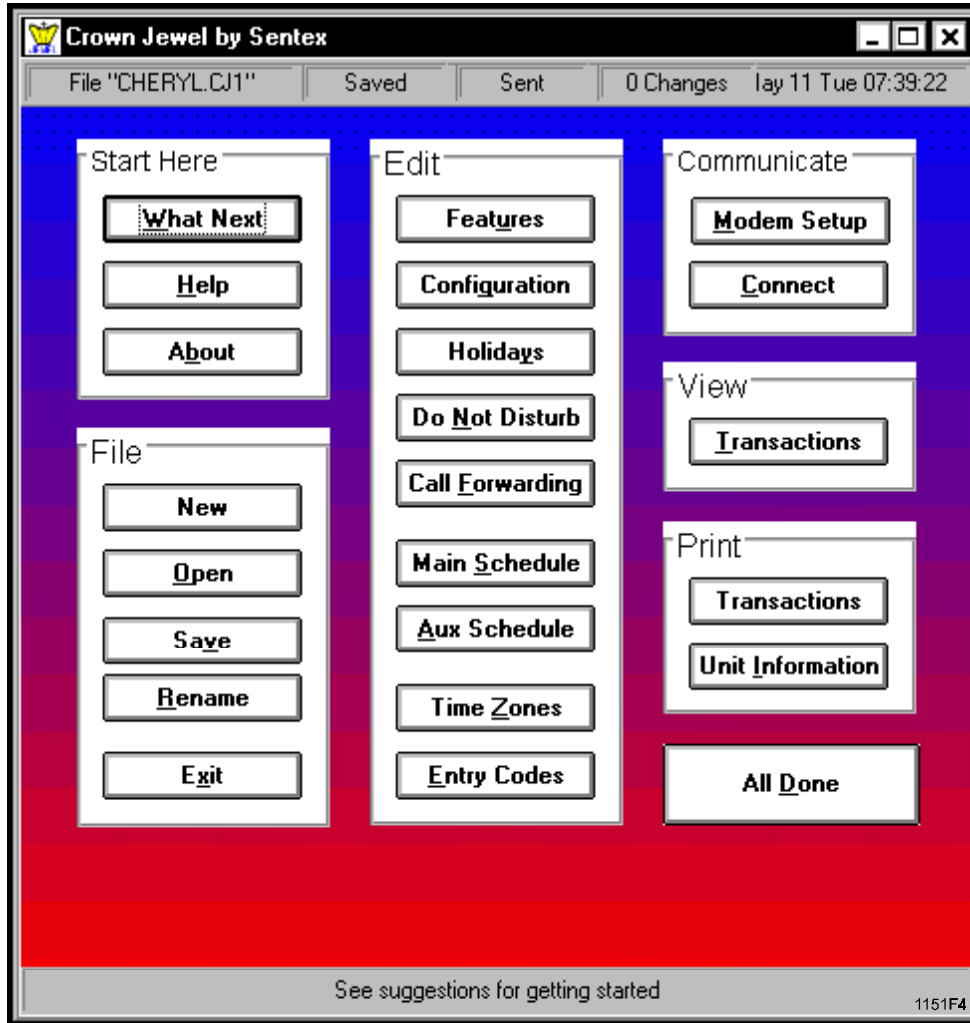 Crown Jewel by Sentex
File "CHERYL.CJ1" Saved Sent 0 Changes lay 11 Tue 07:39:22
Start Here
What Next
Help
About
File
New
Open
Save
Rename
Exit
Edit
Features
Configuration
Holidays
Do Not Disturb
Call Forwarding
Main Schedule
Aux Schedule
Time Zones
Entry Codes
Communicate
Modem Setup
Connect
View
Transactions
Print
Transactions
Unit Information
All Done
See suggestions for getting started
1151F4